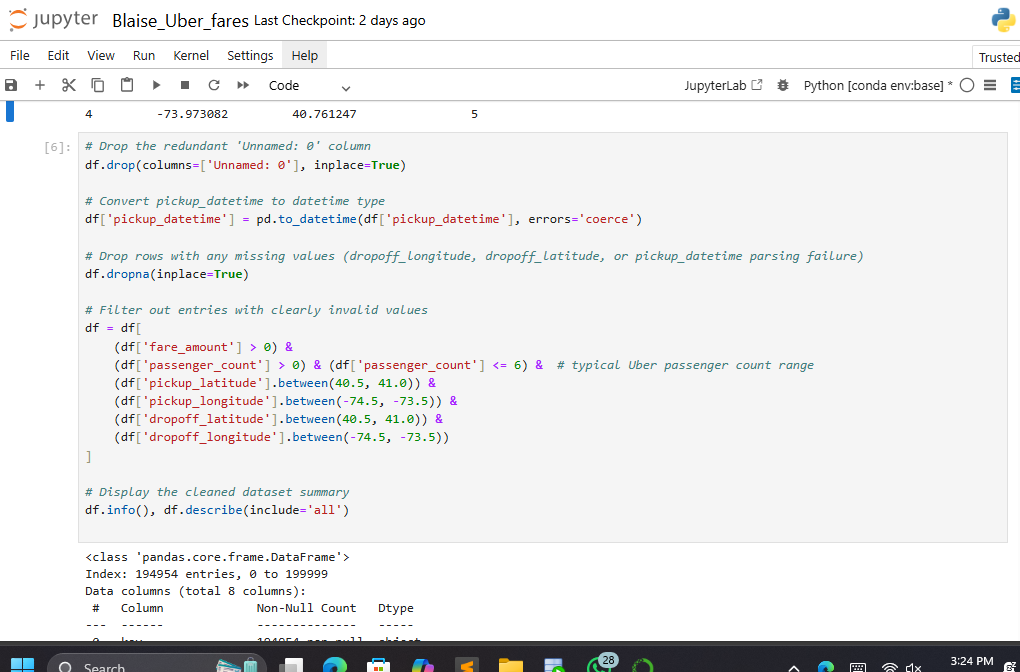 jupyter Blaise_Uber_fares Last Checkpoint: 2 days ago
File Edit View Run Kernel Settings Help Trusted
Code JupyterLab Python [conda env:base] *
4 -73.973082 40.761247 5
[6]: # Drop the redundant 'Unnamed: 0' column
df.drop(columns=['Unnamed: 0'], inplace=True)
# Convert pickup_datetime to datetime type
df['pickup_datetime'] = pd.to_datetime(df['pickup_datetime'], errors='coerce')
# Drop rows with any missing values (dropoff_longitude, dropoff_latitude, or pickup_datetime parsing failure)
df.dropna(inplace=True)
# Filter out entries with clearly invalid values
df = df[
(df['fare_amount'] > 0) &
(df['passenger_count'] > 0) & (df['passenger_count'] <= 6) & # typical Uber passenger count range
(df['pickup_latitude'].between(40.5, 41.0)) &
(df['pickup_longitude'].between(-74.5, -73.5)) &
(df['dropoff_latitude'].between(40.5, 41.0)) &
(df['dropoff_longitude'].between(-74.5, -73.5))
]
# Display the cleaned dataset summary
df.info(), df.describe(include='all')
<class 'pandas.core.frame.DataFrame'>
Index: 194954 entries, 0 to 199999
Data columns (total 8 columns):
# Column Non-Null Count Dtype
--- ------ -------------- -----
Search 28 3:24 PM